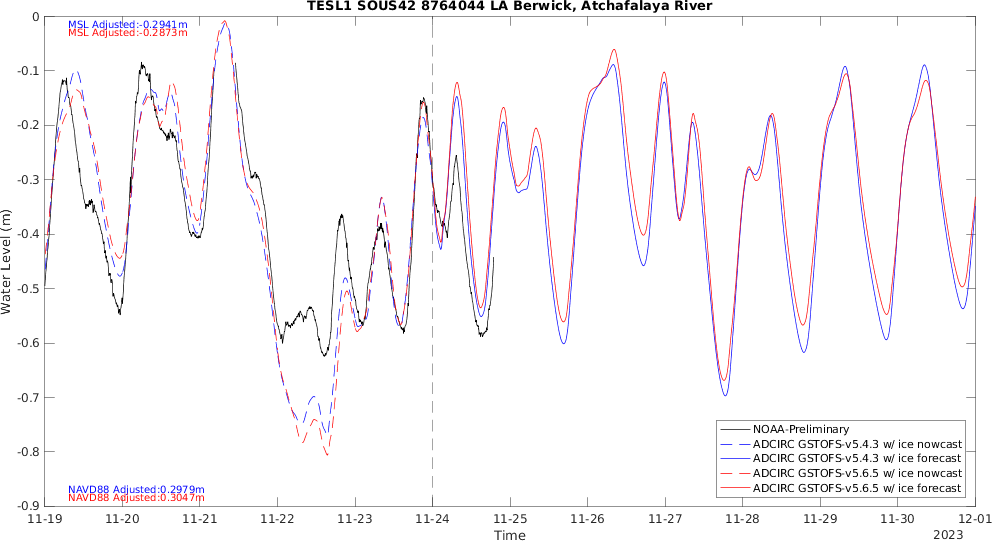 TESL1 SOUS42 8764044 LA Berwick, Atchafalaya River
MSL Adjusted:-0.2941m
MSL Adjusted:-0.2873m
Water Level (m)
0
-0.1
-0.2
-0.3
-0.4
-0.5
-0.6
-0.7
-0.8
-0.9
NOAA-Preliminary
ADCIRC GSTOFS-v5.4.3 w/ ice nowcast
ADCIRC GSTOFS-v5.4.3 w/ ice forecast
ADCIRC GSTOFS-v5.6.5 w/ ice nowcast
ADCIRC GSTOFS-v5.6.5 w/ ice forecast
NAVD88 Adjusted:0.2979m
NAVD88 Adjusted:0.3047m
11-19 11-20 11-21 11-22 11-23 11-24 11-25 11-26 11-27 11-28 11-29 11-30 12-01
Time
2023